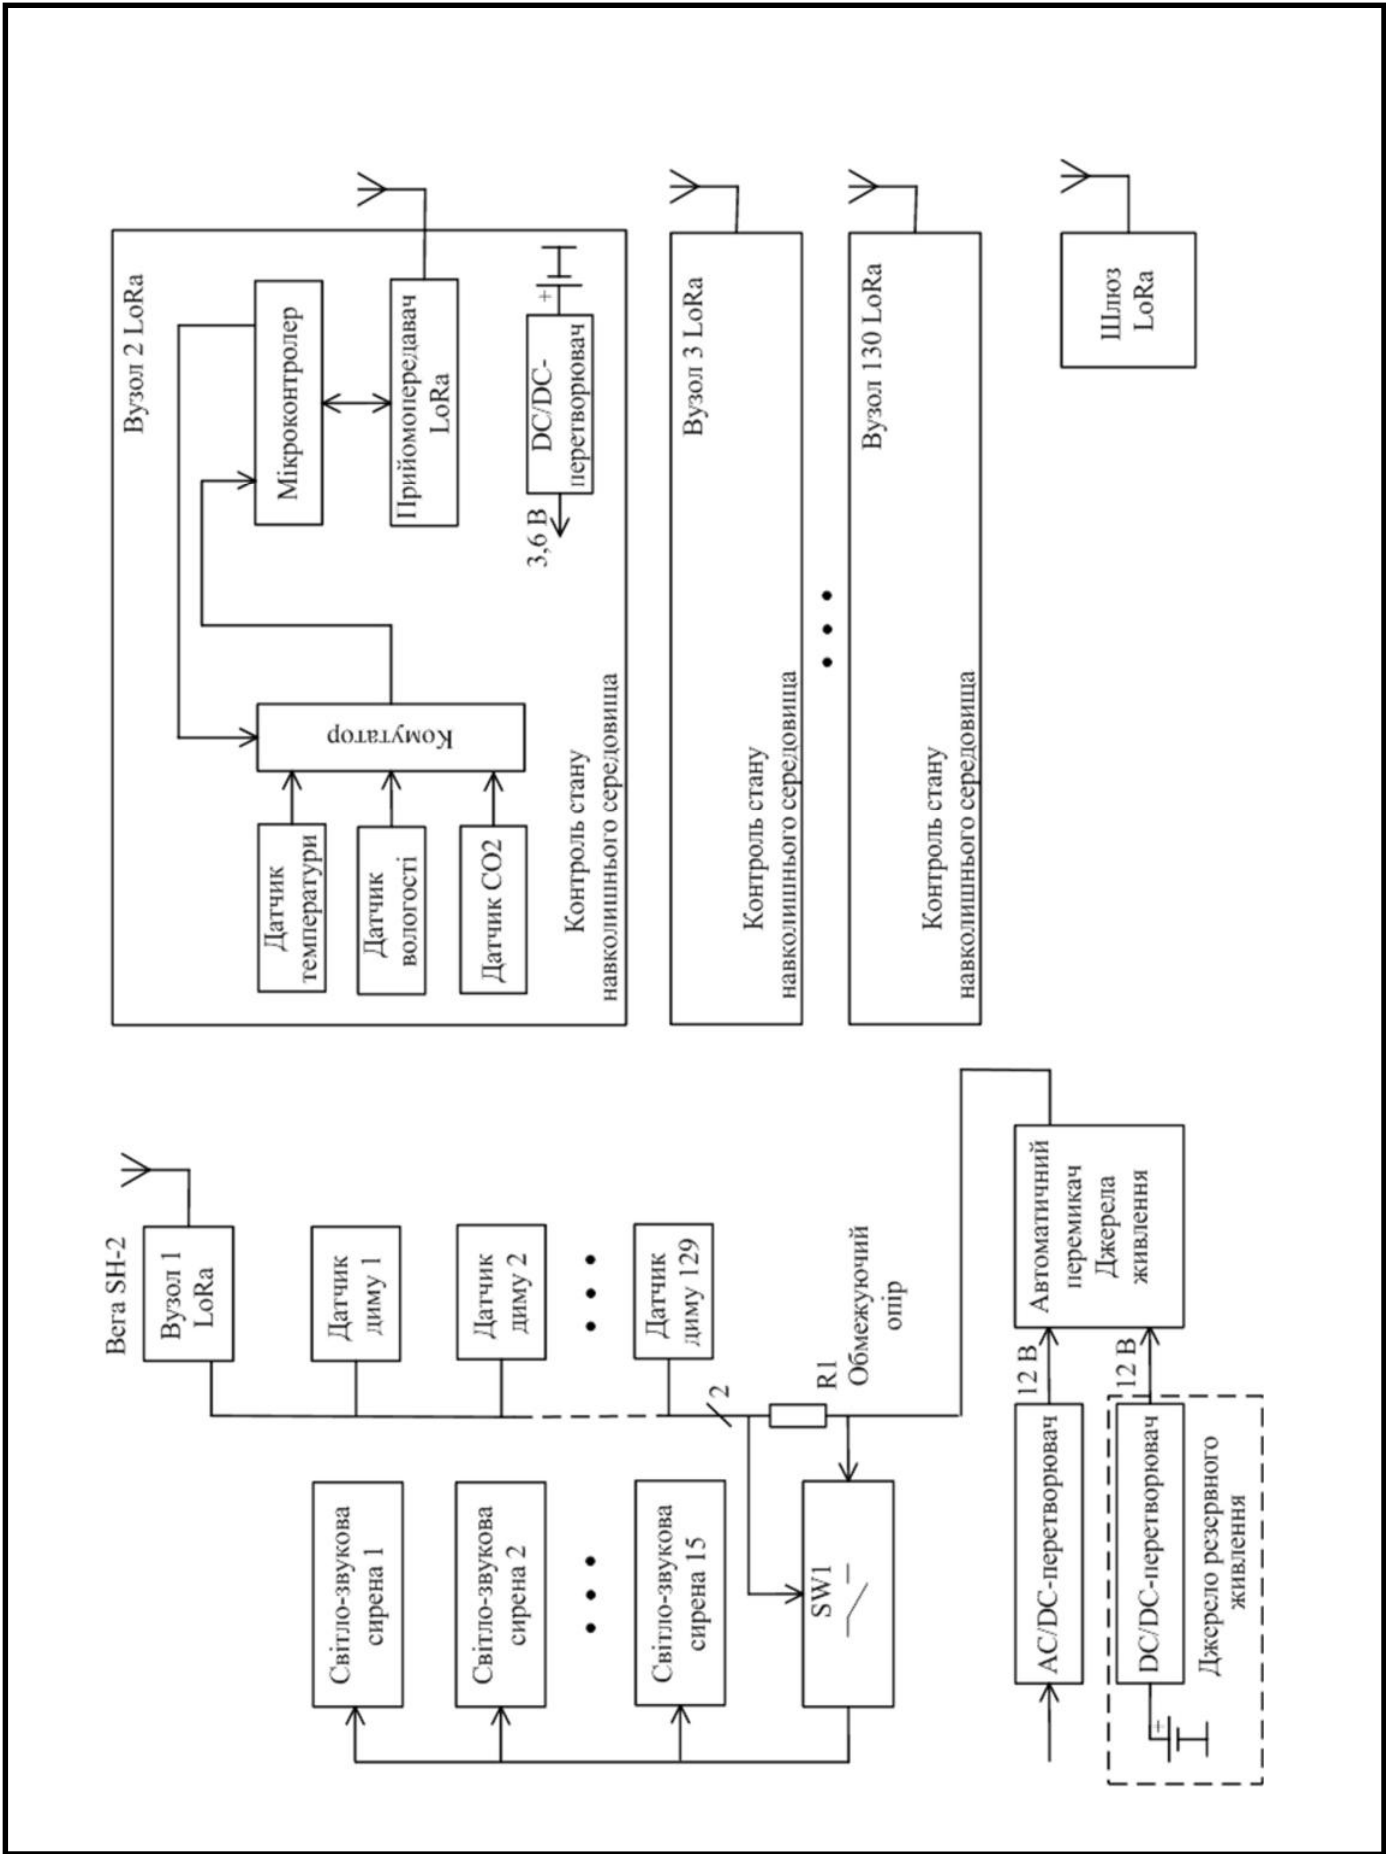 Вега SH-2
Вузол 1
LoRa
Датчик
диму 1
Датчик
диму 2
Датчик
диму 129
2
R1
Обмежуючий
опір
Світло-звукова
сирена 1
Світло-звукова
сирена 2
Світло-звукова
сирена 15
SW1
AC/DC-перетворювач
12 В
DC/DC-перетворювач
12 В
+
Джерело резервного
живлення
Автоматичний
перемикач
Джерела
живлення
Вузол 2 LoRa
Датчик
температури
Датчик
вологості
Датчик CO2
Комутатор
Мікроконтролер
Прийомопередавач
LoRa
3,6 В
DC/DC-
перетворювач
+
Контроль стану
навколишнього середовища
Вузол 3 LoRa
Контроль стану
навколишнього середовища
Вузол 130 LoRa
Контроль стану
навколишнього середовища
Шлюз
LoRa